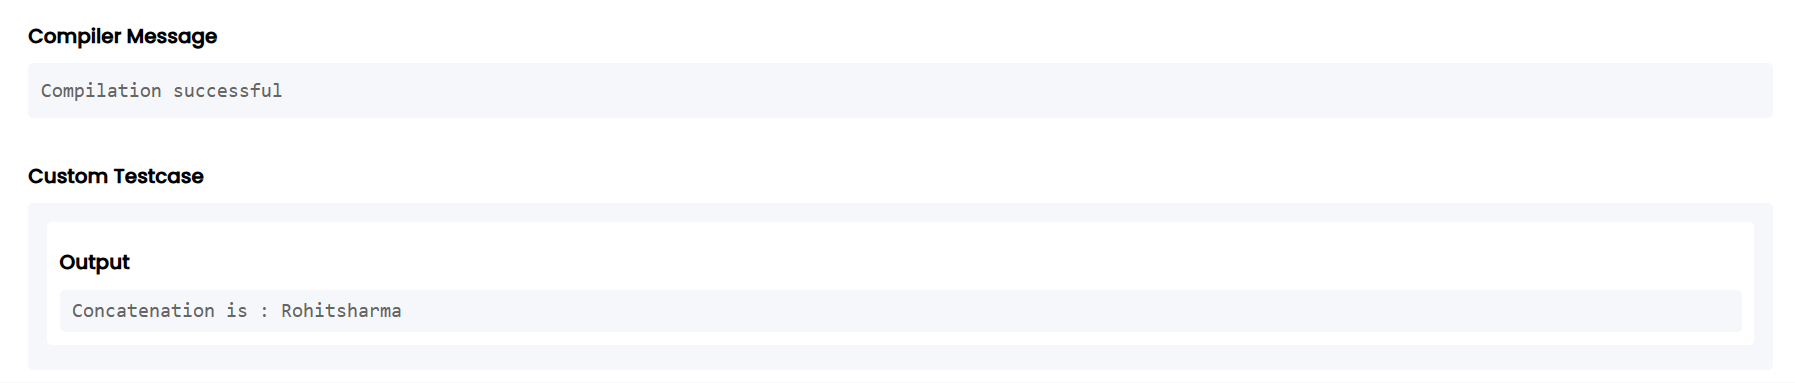 Compiler Message
Compilation successful
Custom Testcase
Output
Concatenation is : Rohitsharma